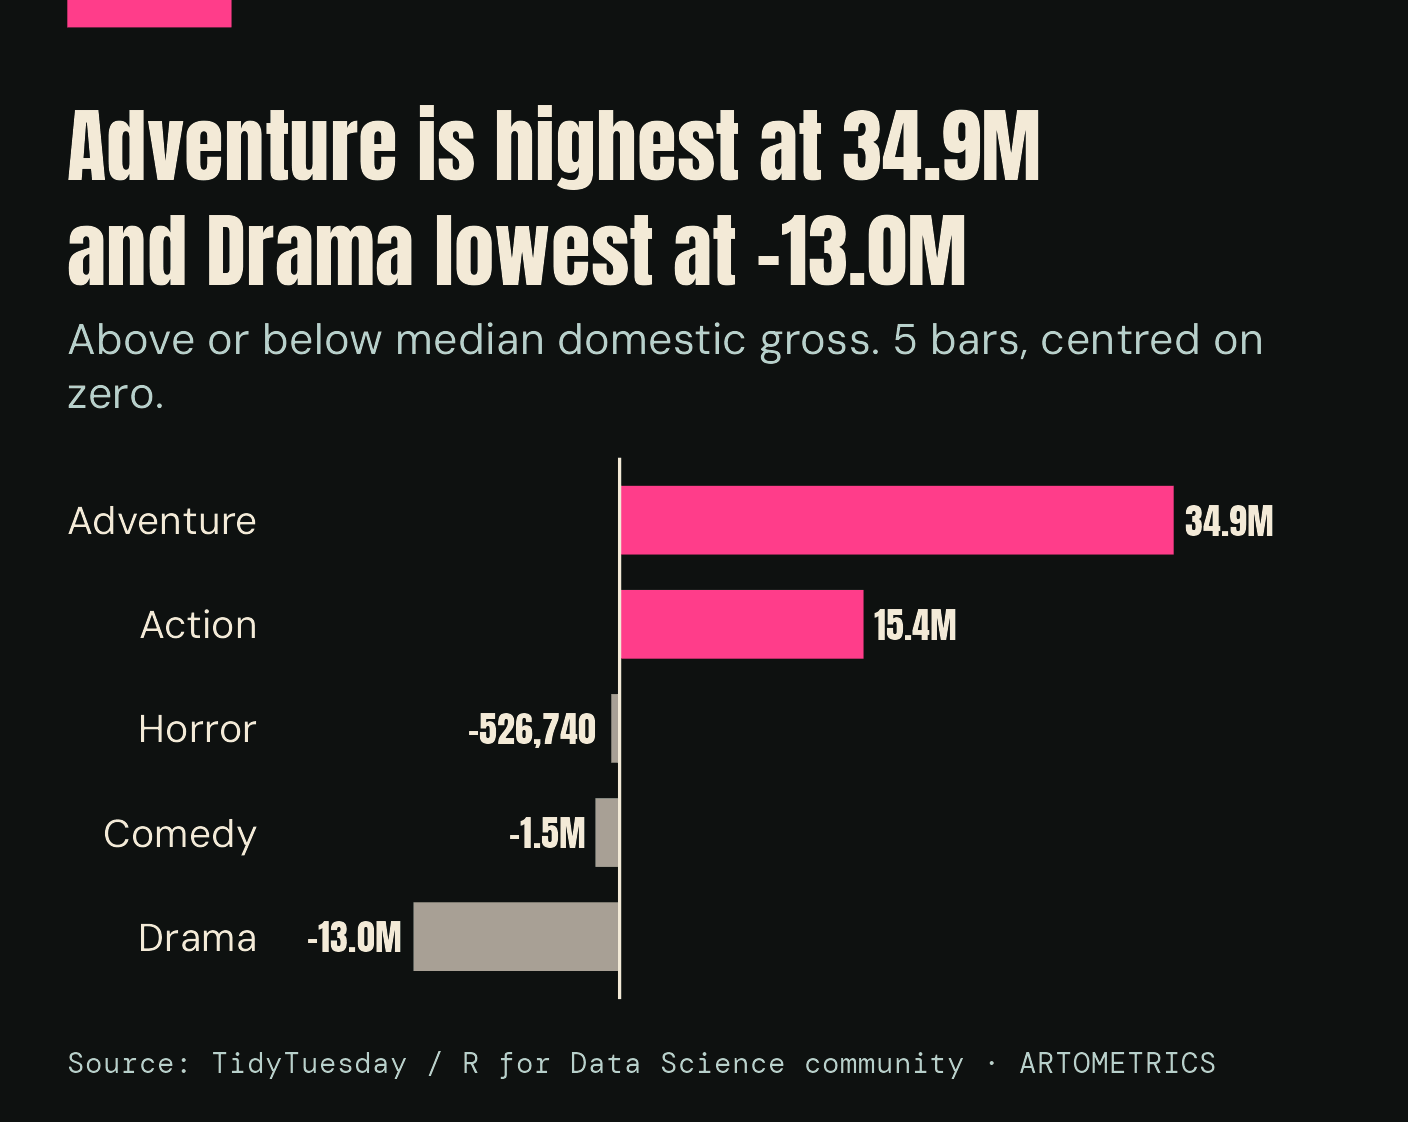 Adventure is highest at 34.9M
and Drama lowest at -13.0M
Above or below median domestic gross. 5 bars, centred on
zero.
Adventure
34.9M
Action
15.4M
Horror
-526,740
Comedy
-1.5M
Drama
-13.0M
Source: TidyTuesday / R for Data Science community · ARTOMETRICS